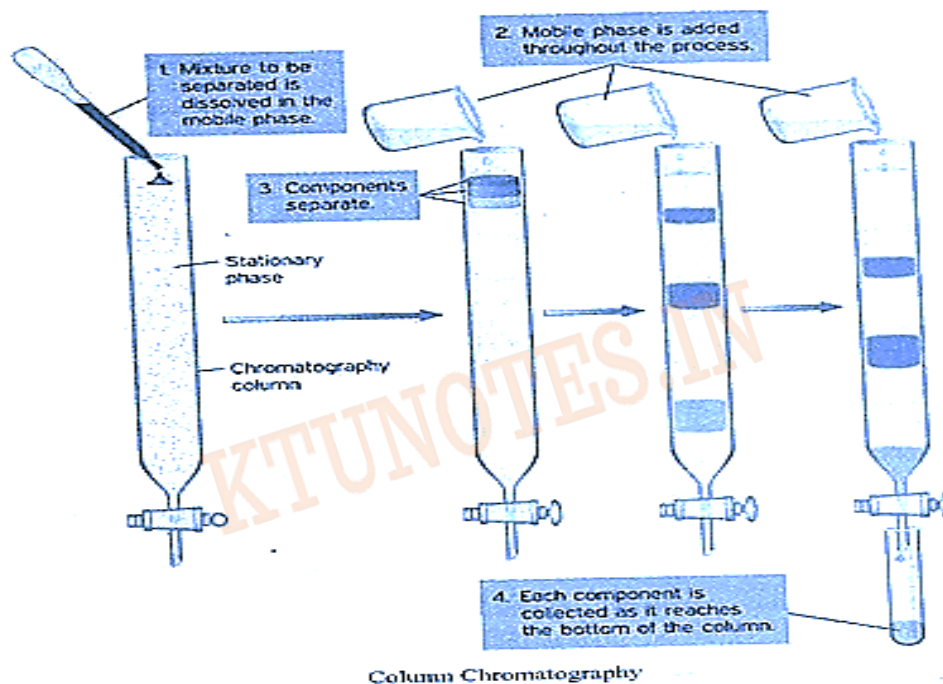 1. Mixture to be
separated is
dissolved in the
mobile phase.
2. Mobile phase is added
throughout the process.
3. Components
separate.
Stationary
phase
Chromatography
column
KTUNOTES.IN
4. Each component is
collected as it reaches
the bottom of the column.
Column Chromatography